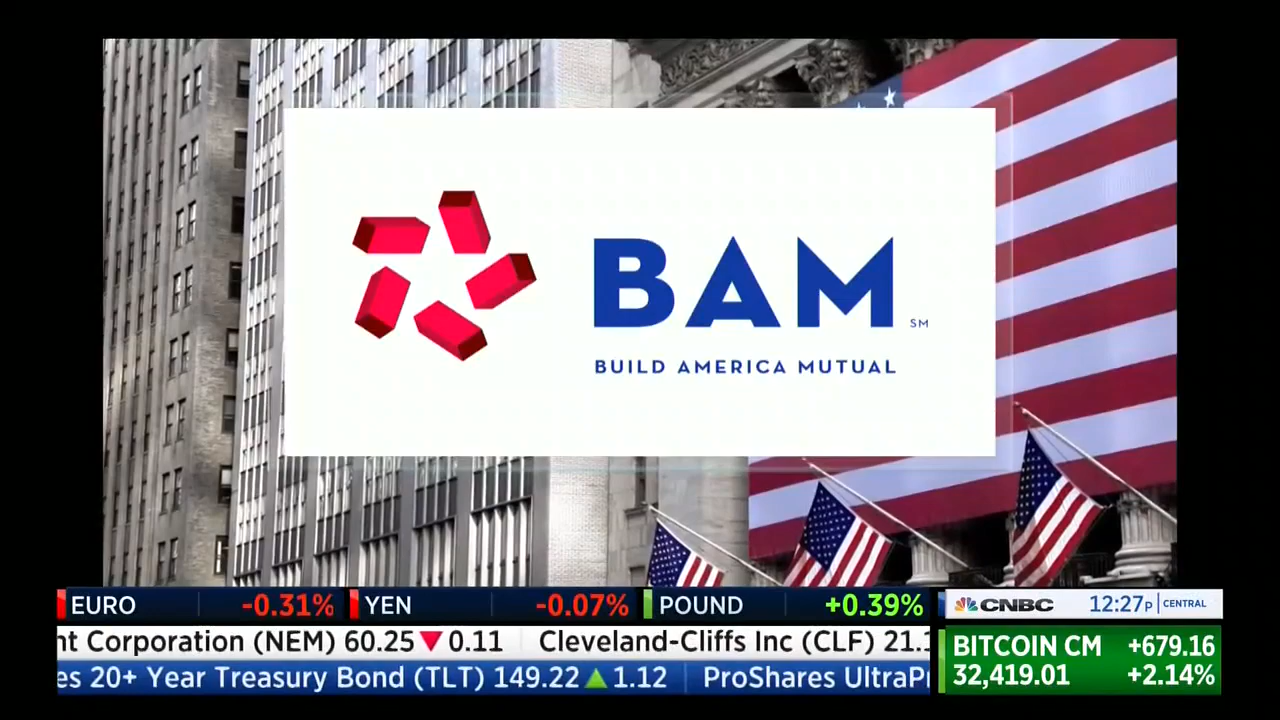 BAM SM
BUILD AMERICA MUTUAL
EURO -0.31% YEN -0.07% POUND +0.39%
CNBC 12:27P CENTRAL
nt Corporation (NEM) 60.25 ▼ 0.11 Cleveland-Cliffs Inc (CLF) 21.1
es 20+ Year Treasury Bond (TLT) 149.22 ▲ 1.12 ProShares UltraPr
BITCOIN CM +679.16
32,419.01 +2.14%